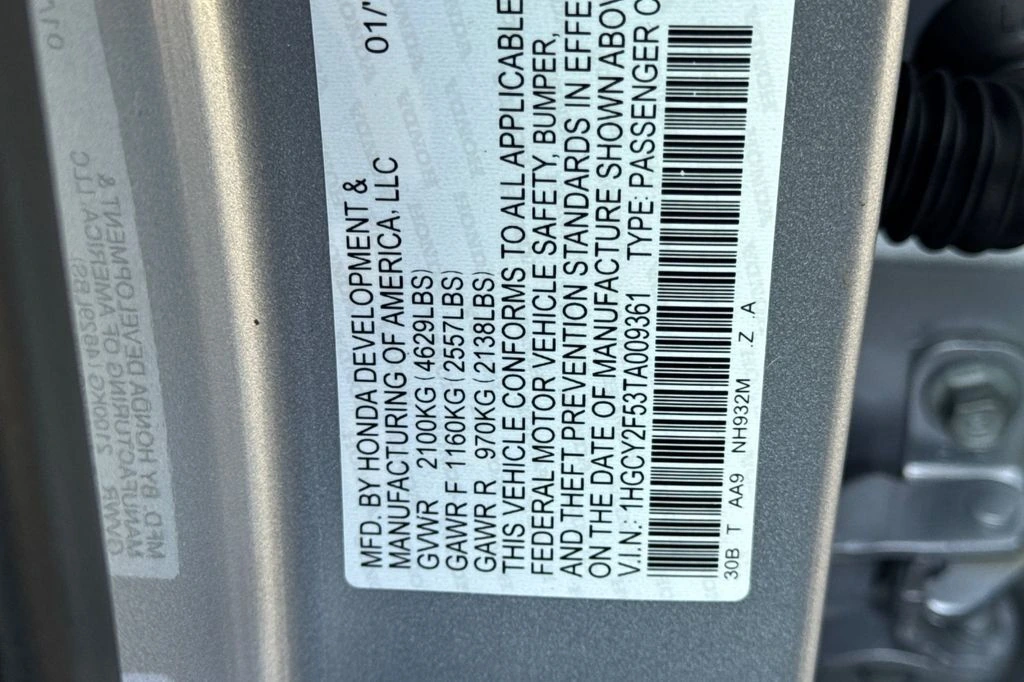 MFD. BY HONDA DEVELOPMENT &
MANUFACTURING OF AMERICA, LLC 01/
GVWR 2100KG (4629LBS)
GAWR F 1160KG (2557LBS)
GAWR R 970KG (2138LBS)
THIS VEHICLE CONFORMS TO ALL APPLICABLE
FEDERAL MOTOR VEHICLE SAFETY, BUMPER,
AND THEFT PREVENTION STANDARDS IN EFFE
ON THE DATE OF MANUFACTURE SHOWN ABOV
V.I.N.: 1HGCY2F53TA009361 TYPE: PASSENGER C
30B T AA9 NH932M .Z .A